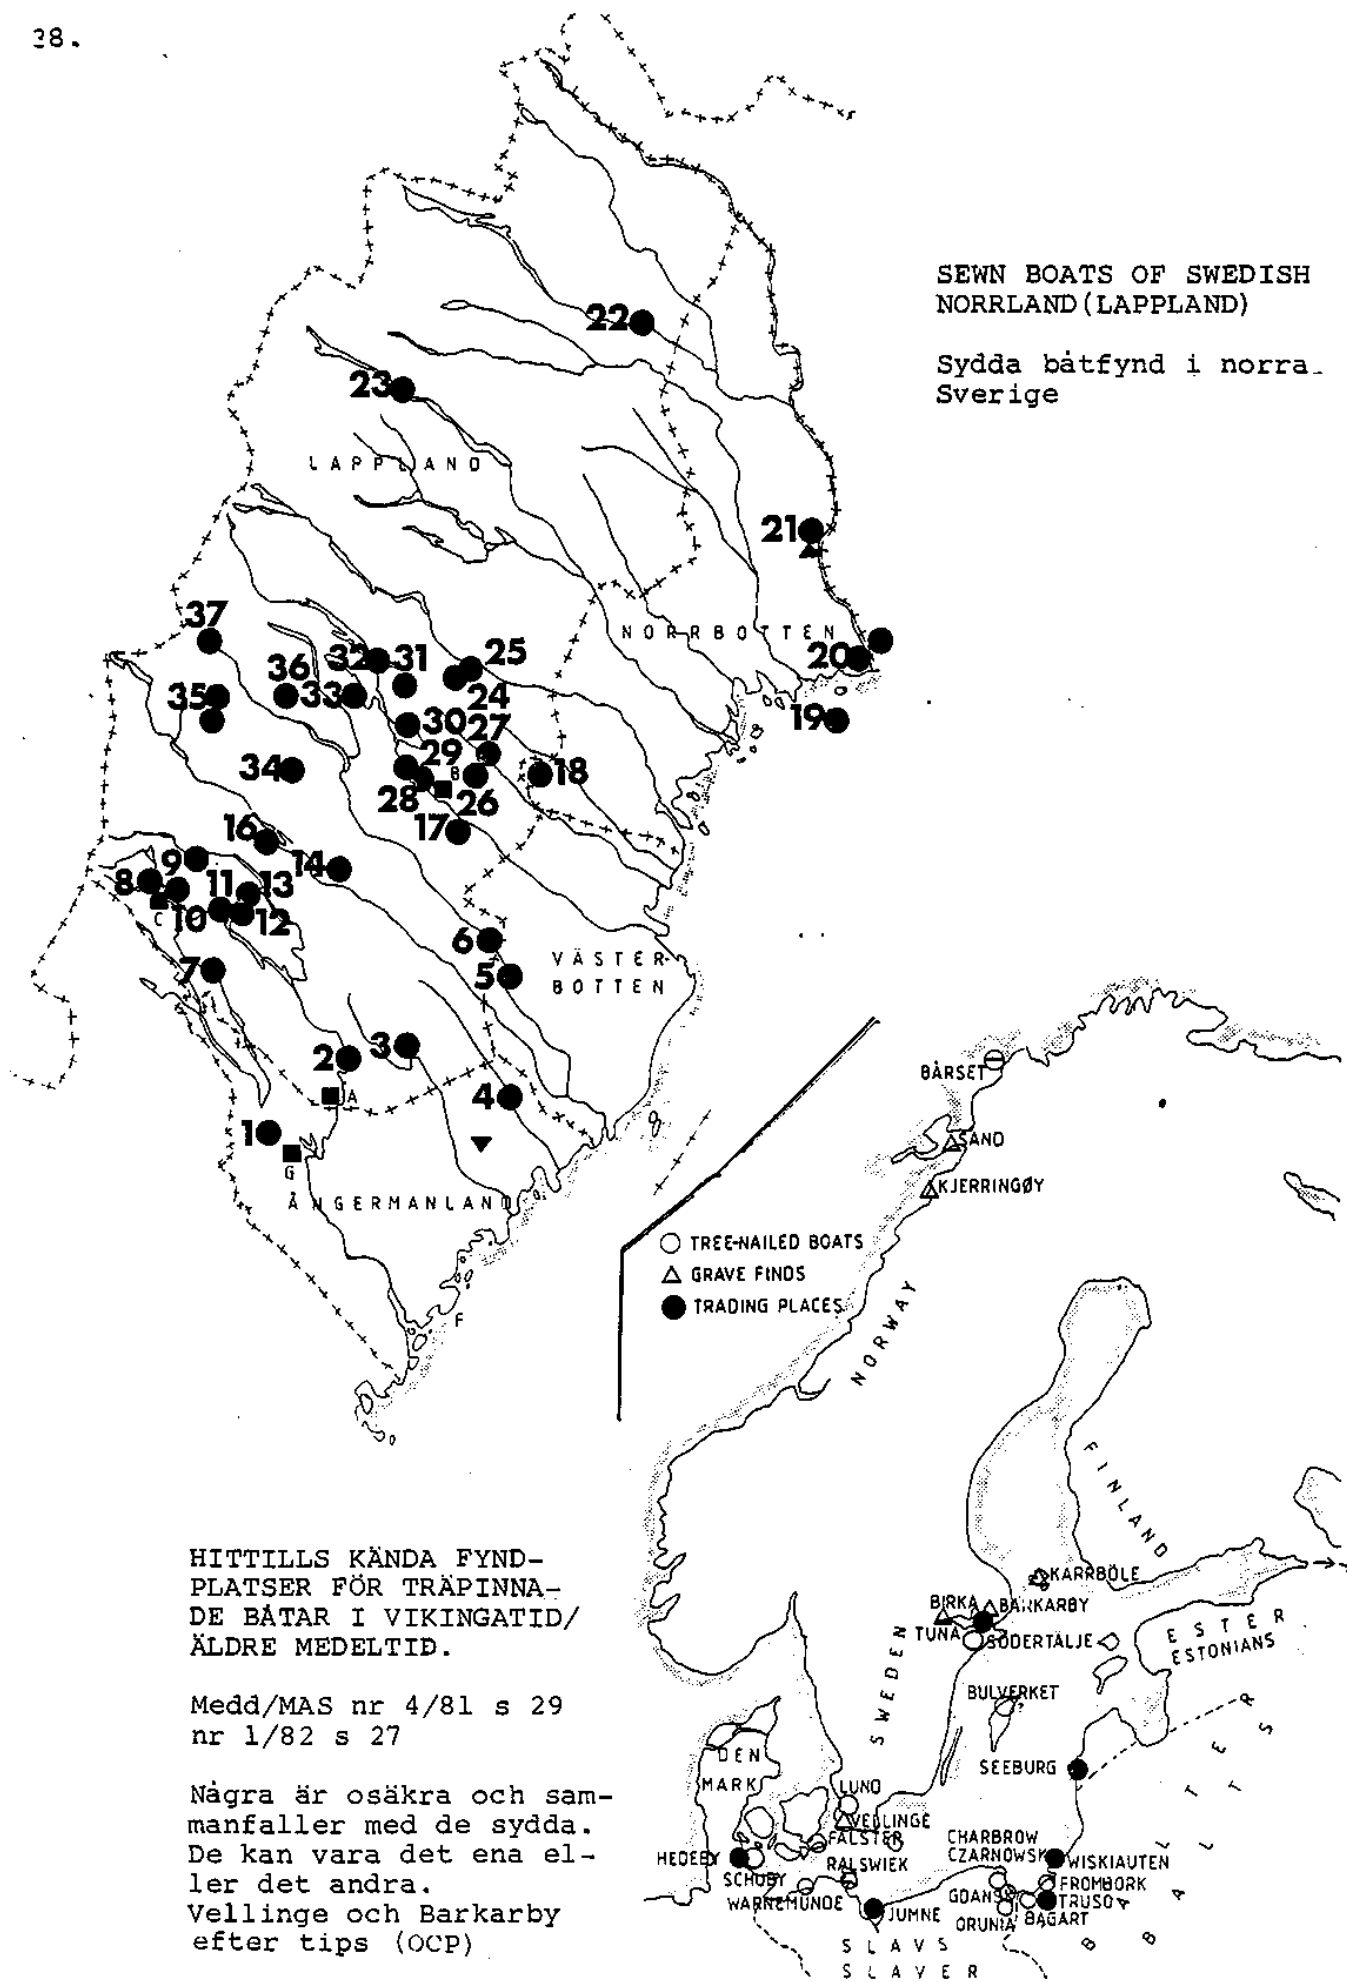 38.
SEWN BOATS OF SWEDISH
NORRLAND(LAPPLAND)
Sydda båtfynd i norra
Sverige
22
23
LAPPLAND
21
37
NORRBOTTEN
20
32 31 25
36
35 33 24
19
30 27
29
34 B 18
28 26
16 17
9 14
8 11 13
C 10 12
6
VÄSTER-
7 5
BOTTEN
2 3
A 4
1
G
ÅNGERMANLAND
F
BÅRSET
SAND
KJERRINGØY
TREE-NAILED BOATS
GRAVE FINDS
TRADING PLACES
NORWAY
FINLAND
HITTILLS KÄNDA FYND-
PLATSER FÖR TRÄPINNA-
DE BÅTAR I VIKINGATID/
ÄLDRE MEDELTID.
Medd/MAS nr 4/81 s 29
nr 1/82 s 27
Några är osäkra och sam-
manfaller med de sydda.
De kan vara det ena el-
ler det andra.
Vellinge och Barkarby
efter tips (OCP)
KARRBÖLE
BIRKA BARKARBY
TUNA SÖDERTÄLJE
ESTER
ESTONIANS
SWEDEN
BULVERKET
DEN
MARK
SEEBURG
BALTER
BALTS
LUND
VELLINGE
FALSTER
CHARBROW
CZARNOWSK
HEDEBY
RALSWIEK
WISKIAUTEN
SCHUBY
FROMBORK
WARNEMÜNDE
GDANSK
TRUSO
JUMNE
ORUNIA
BAGART
SLAVS
SLAVER